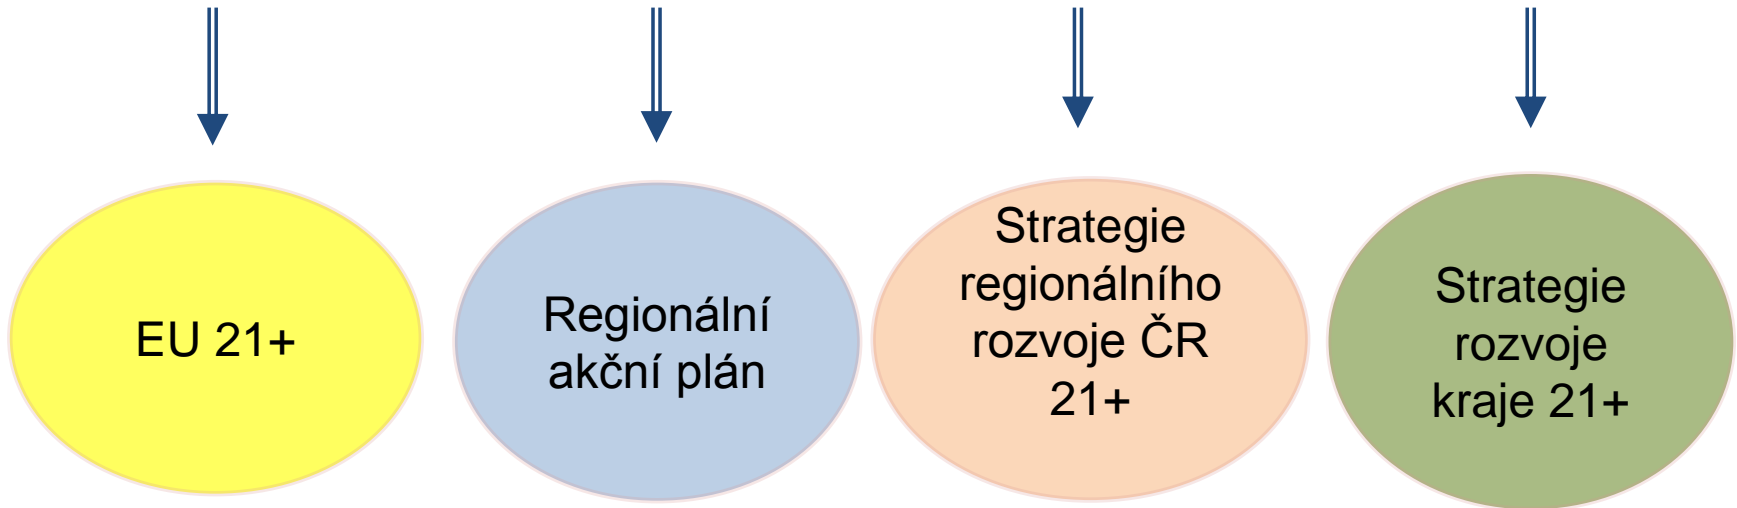 EU 21+
Regionální
akční plán
Strategie
regionálního
rozvoje ČR
21+
Strategie
rozvoje
kraje 21+